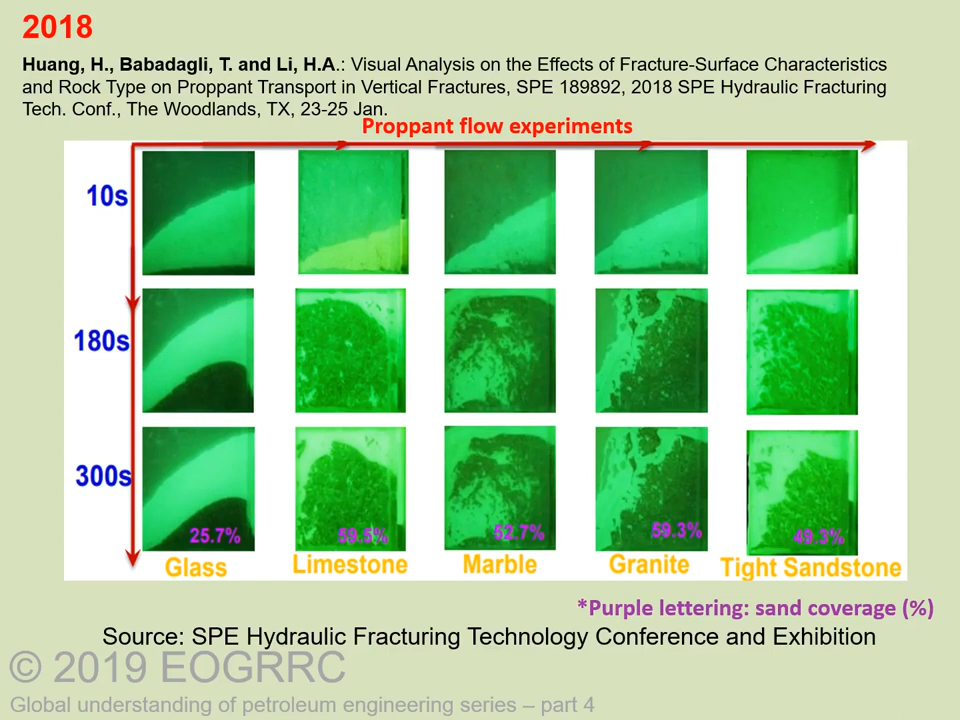 2018
Huang, H., Babadagli, T. and Li, H.A.: Visual Analysis on the Effects of Fracture-Surface Characteristics
and Rock Type on Proppant Transport in Vertical Fractures, SPE 189892, 2018 SPE Hydraulic Fracturing
Tech. Conf., The Woodlands, TX, 23-25 Jan.
Proppant flow experiments
10s
180s
300s
25.7% 59.5% 52.7% 59.3% 49.3%
Glass Limestone Marble Granite Tight Sandstone
*Purple lettering: sand coverage (%)
Source: SPE Hydraulic Fracturing Technology Conference and Exhibition
© 2019 EOGRRC
Global understanding of petroleum engineering series – part 4